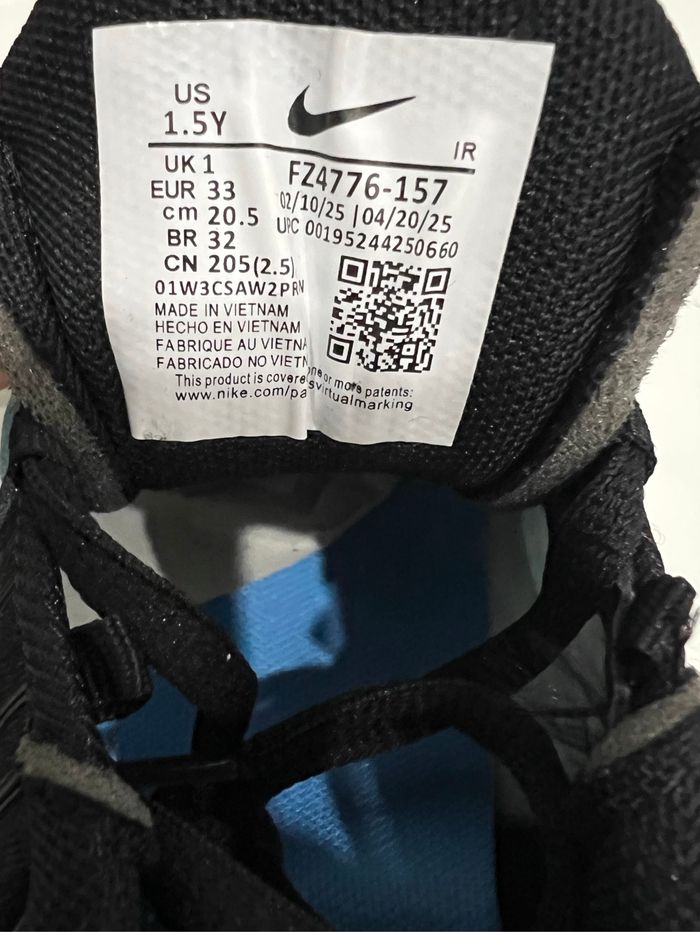 US
1.5Y
IR
UK 1
EUR 33
cm 20.5
BR 32
CN 205(2.5)
01W3CSAW2PRV
FZ4776-157
02/10/25 | 04/20/25
UPC 00195244250660
MADE IN VIETNAM
HECHO EN VIETNAM
FABRIQUE AU VIETNA
FABRICADO NO VIETN
This product is covere one or more patents:
www.nike.com/pa svirtualmarking